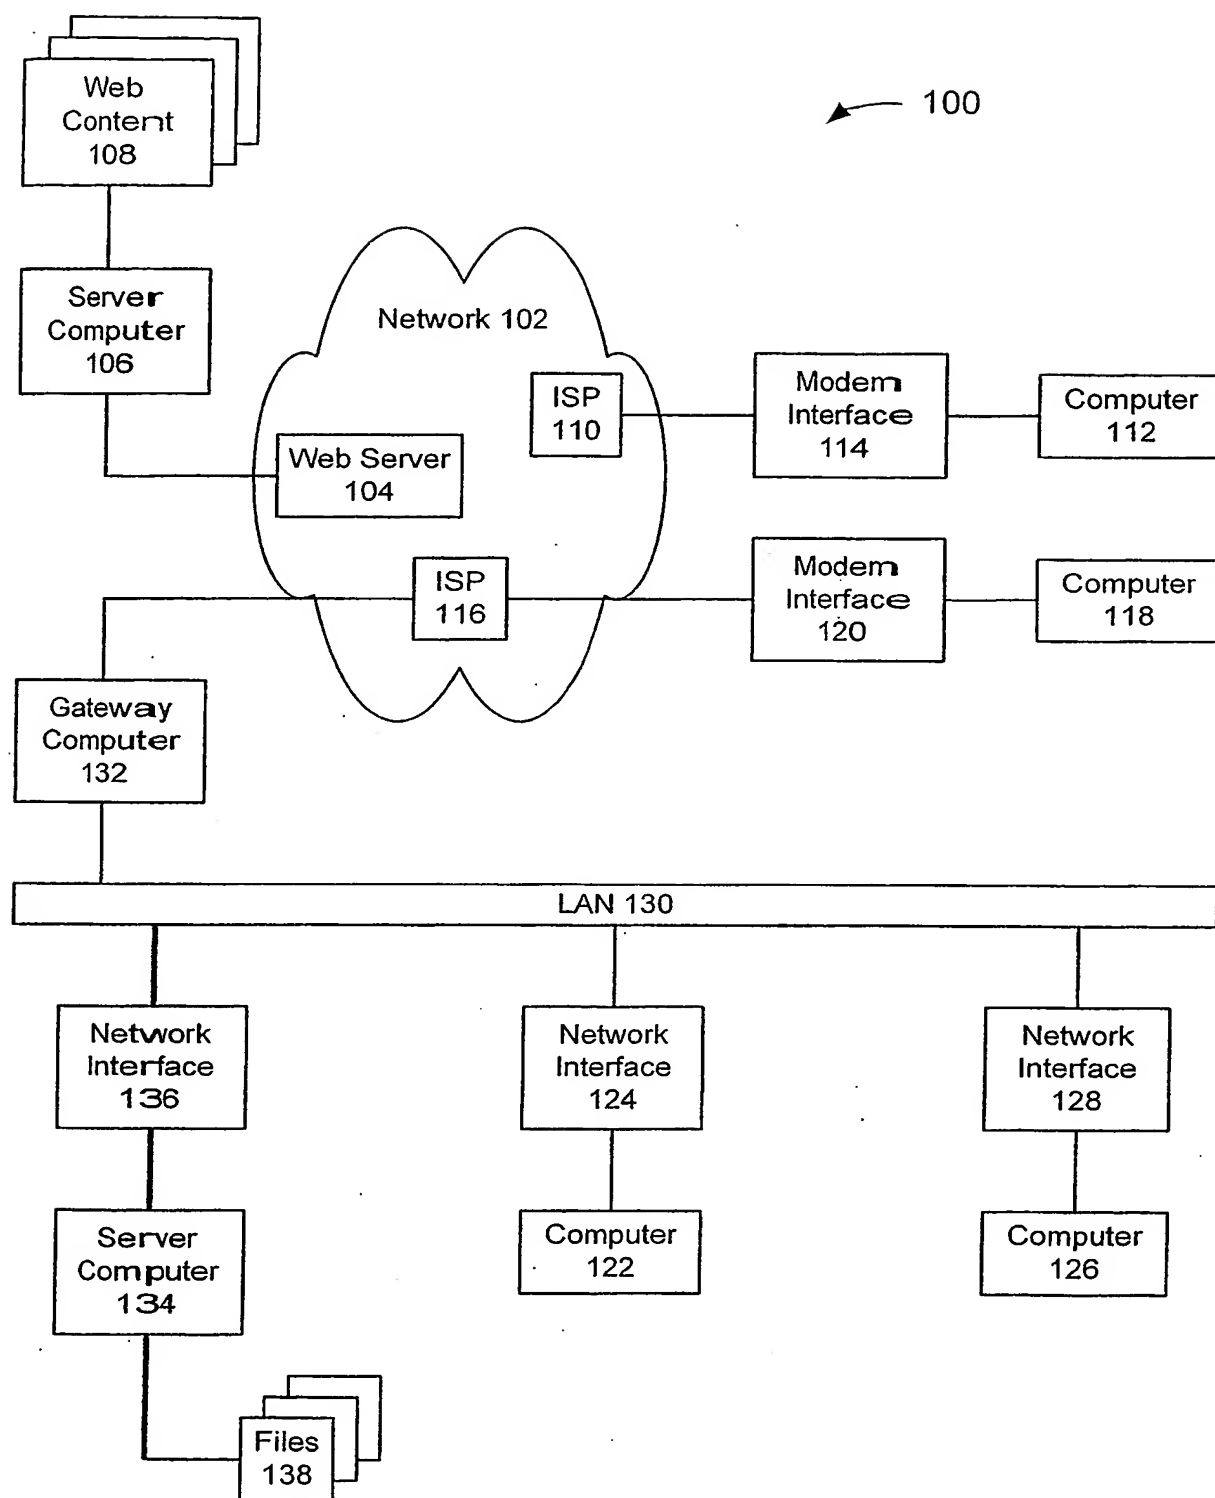 Web
Content
108
100
Server
Computer
106
Network 102
ISP
110
Modem
Interface
114
Computer
112
Web Server
104
ISP
116
Modem
Interface
120
Computer
118
Gateway
Computer
132
LAN 130
Network
Interface
136
Network
Interface
124
Network
Interface
128
Server
Computer
134
Computer
122
Computer
126
Files
138